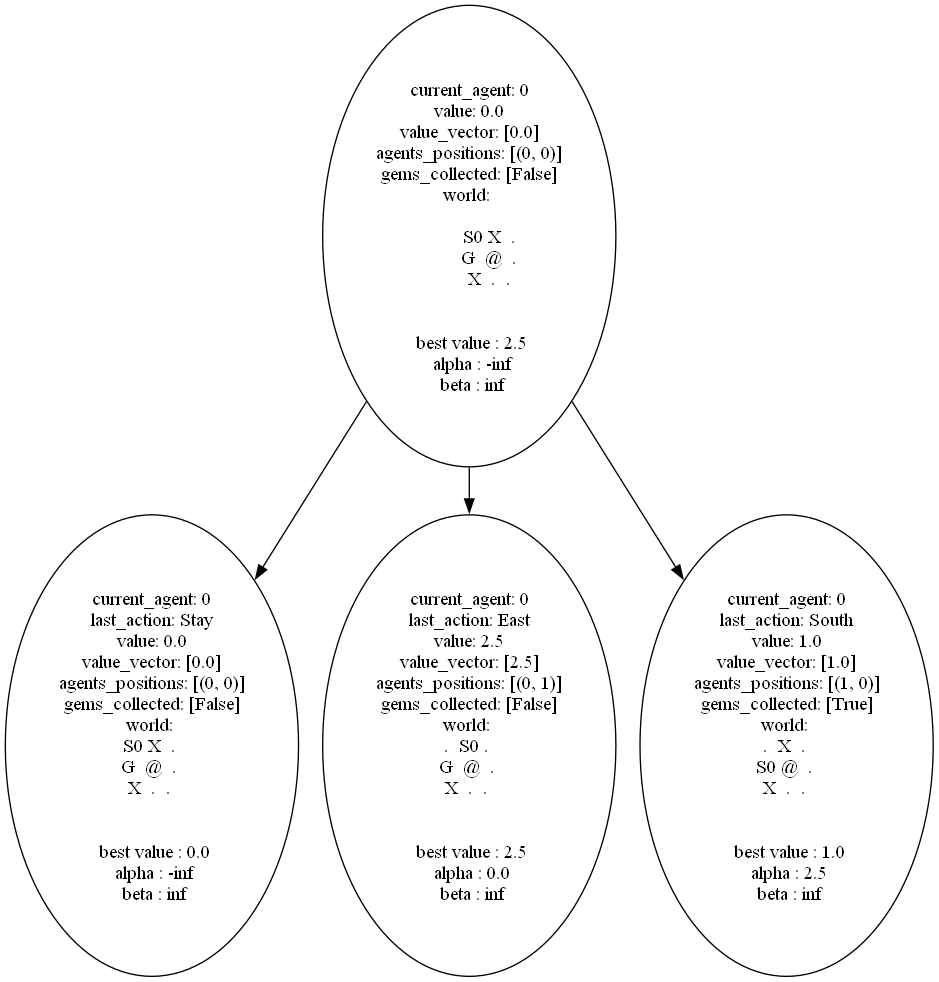 current_agent: 0
value: 0.0
value_vector: [0.0]
agents_positions: [(0, 0)]
gems_collected: [False]
world:
S0 X .
G @ .
X . .
best value : 2.5
alpha : -inf
beta : inf
current_agent: 0
last_action: Stay
value: 0.0
value_vector: [0.0]
agents_positions: [(0, 0)]
gems_collected: [False]
world:
S0 X .
G @ .
X . .
best value : 0.0
alpha : -inf
beta : inf
current_agent: 0
last_action: East
value: 2.5
value_vector: [2.5]
agents_positions: [(0, 1)]
gems_collected: [False]
world:
. S0 .
G @ .
X . .
best value : 2.5
alpha : 0.0
beta : inf
current_agent: 0
last_action: South
value: 1.0
value_vector: [1.0]
agents_positions: [(1, 0)]
gems_collected: [True]
world:
. X .
S0 @ .
X . .
best value : 1.0
alpha : 2.5
beta : inf